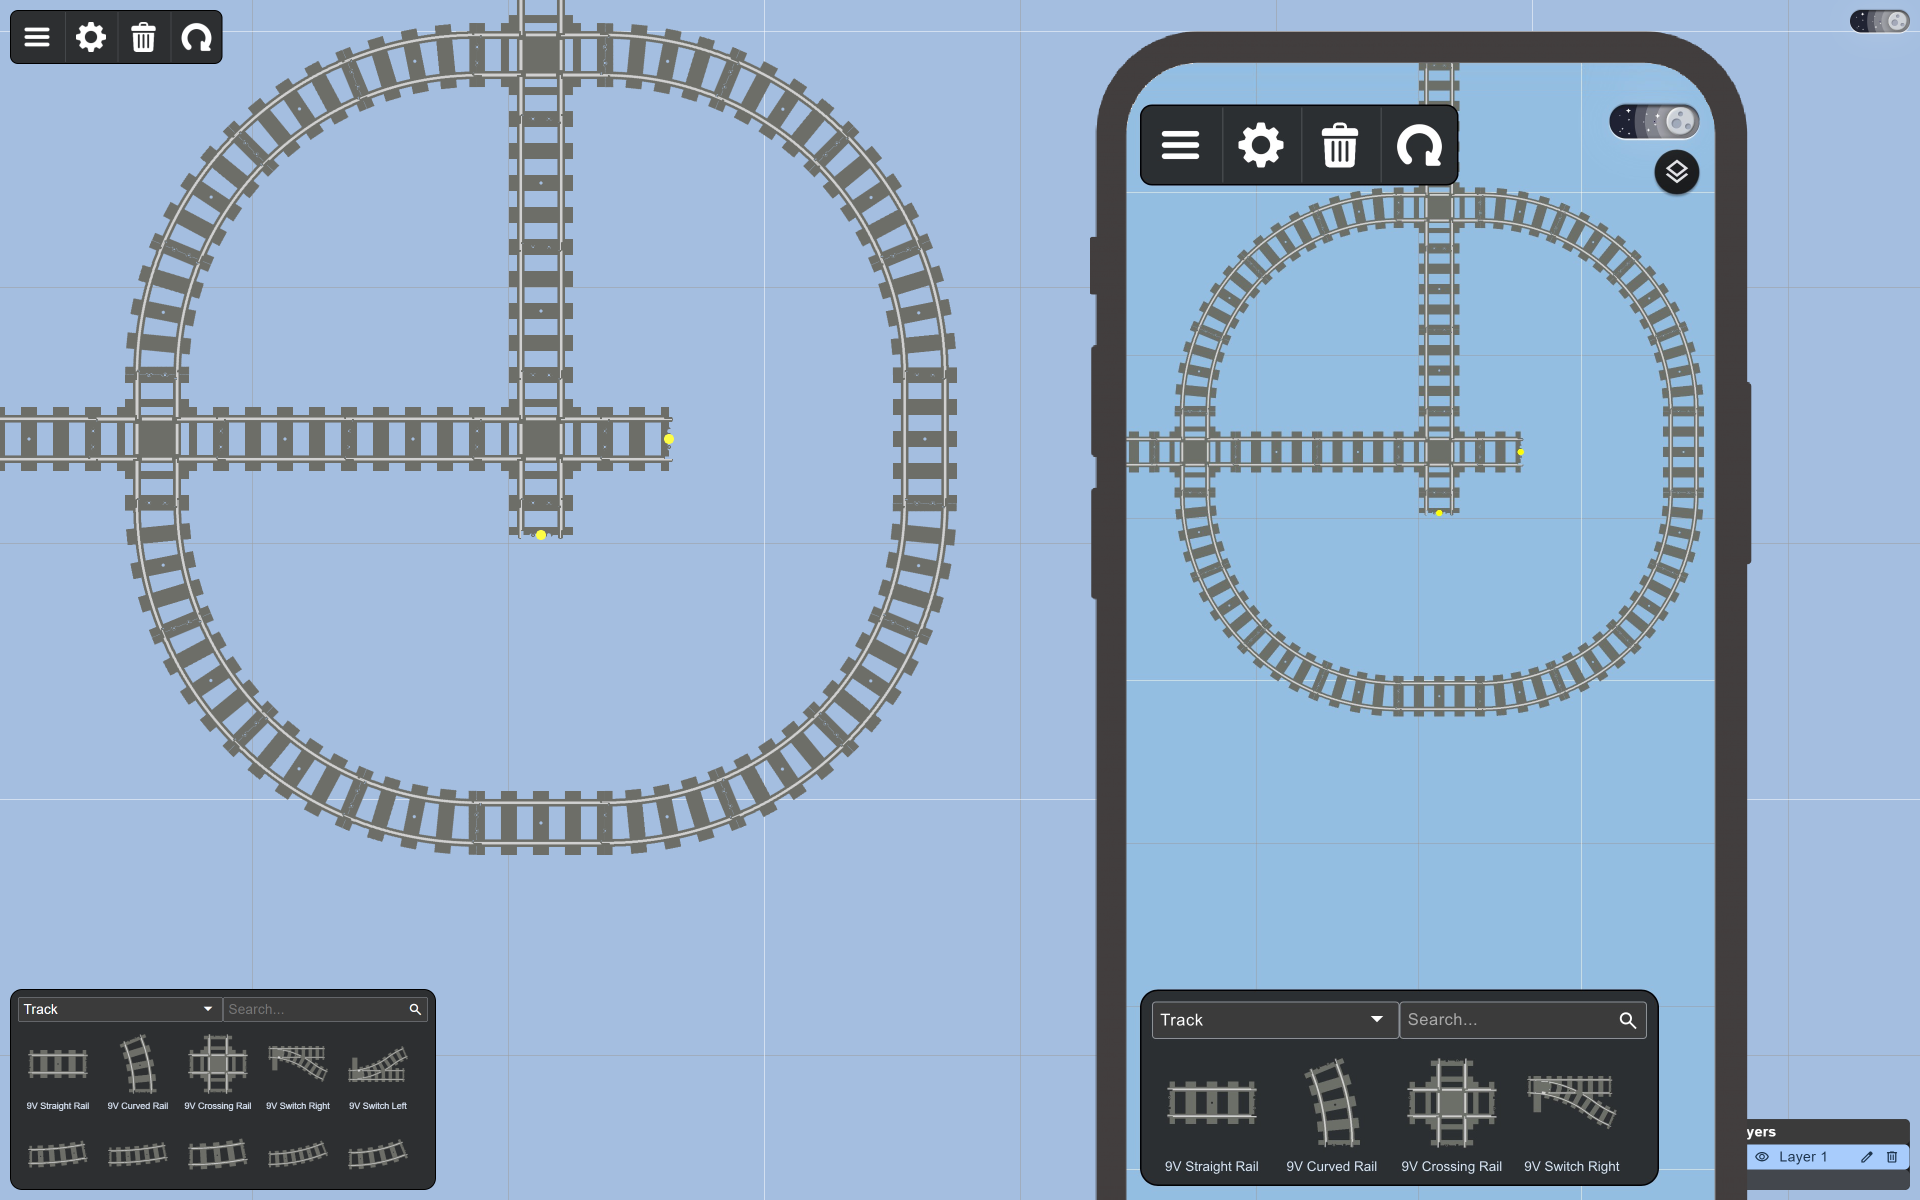 Track
Search...
9V Straight Rail
9V Curved Rail
9V Crossing Rail
9V Switch Right
9V Switch Left
Track
Search...
9V Straight Rail
9V Curved Rail
9V Crossing Rail
9V Switch Right
yers
Layer 1